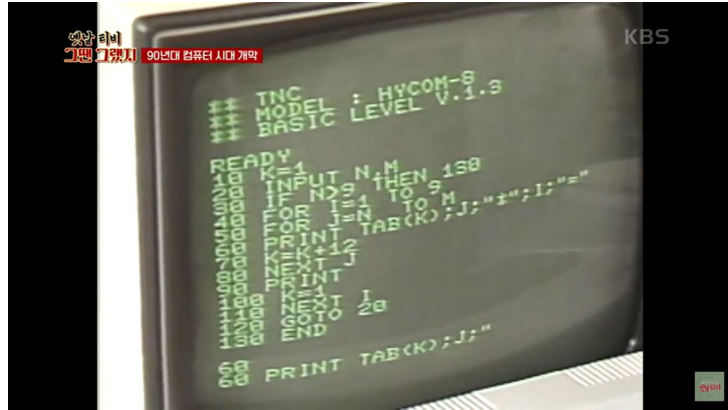 옛날 티비
그땐 그랬지
90년대 컴퓨터 시대 개막
KBS
## TNC
## MODEL : HYCOM-8
## BASIC LEVEL V.1.3
READY
10 K=1
20 INPUT N,M
30 IF N>9 THEN 130
40 FOR I=1 TO 9
50 FOR J=N TO M
60 PRINT TAB(K);J;"*";I;"="
70 K=K+12
80 NEXT J
90 PRINT
100 K=1
110 NEXT I
120 GOTO 20
130 END
60
60 PRINT TAB(K);J;"